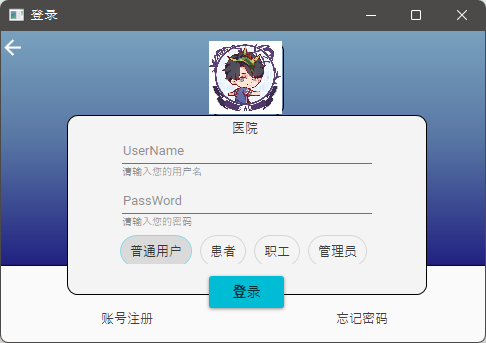 登录
医院
UserName
请输入您的用户名
PassWord
请输入您的密码
普通用户 患者 职工 管理员
登录
账号注册 忘记密码